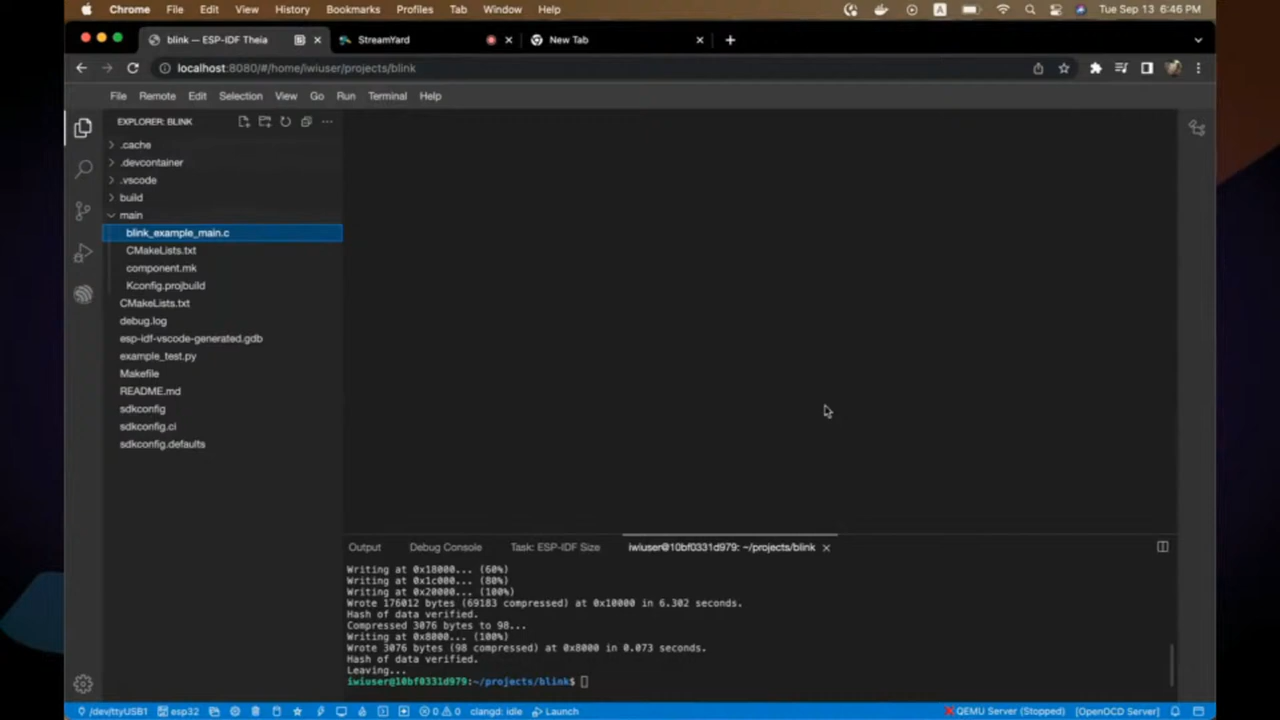 Chrome File Edit View History Bookmarks Profiles Tab Window Help
A
Tue Sep 13 6:46 PM
blink — ESP-IDF Theia
StreamYard
New Tab
localhost:8080/#/home/iwiuser/projects/blink
File Remote Edit Selection View Go Run Terminal Help
EXPLORER: BLINK
.cache
.devcontainer
.vscode
build
main
blink_example_main.c
CMakeLists.txt
component.mk
Kconfig.projbuild
CMakeLists.txt
debug.log
esp-idf-vscode-generated.gdb
example_test.py
Makefile
README.md
sdkconfig
sdkconfig.ci
sdkconfig.defaults
Output Debug Console Task: ESP-IDF Size iwiuser@10bf0331d979: ~/projects/blink
Writing at 0x18000... (60%)
Writing at 0x1c000... (80%)
Writing at 0x20000... (100%)
Wrote 176012 bytes (69183 compressed) at 0x10000 in 6.302 seconds.
Hash of data verified.
Compressed 3076 bytes to 98...
Writing at 0x8000... (100%)
Wrote 3076 bytes (98 compressed) at 0x8000 in 0.073 seconds.
Hash of data verified.
Leaving...
iwiuser@10bf0331d979:~/projects/blink$
/dev/ttyUSB1 esp32 0 0 clangd: idle Launch QEMU Server (Stopped) [OpenOCD Server]